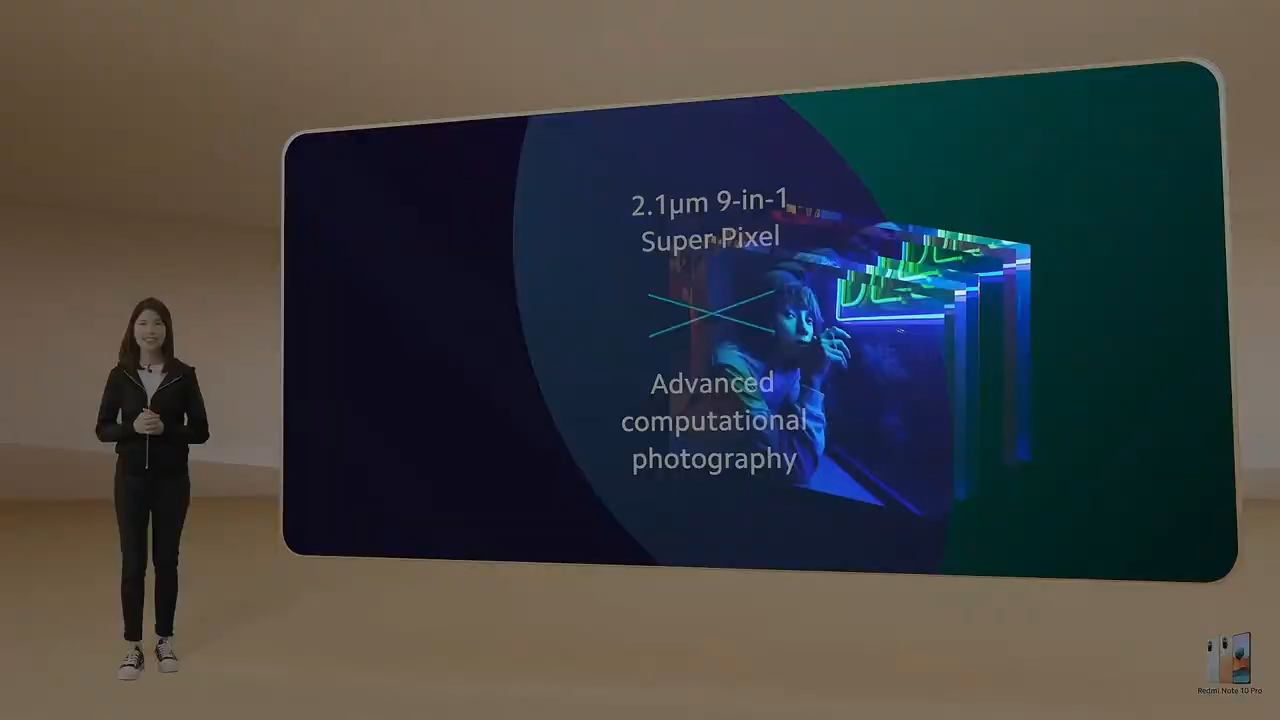 2.1µm 9-in-1
Super Pixel
Advanced
computational
photography
Redmi Note 10 Pro